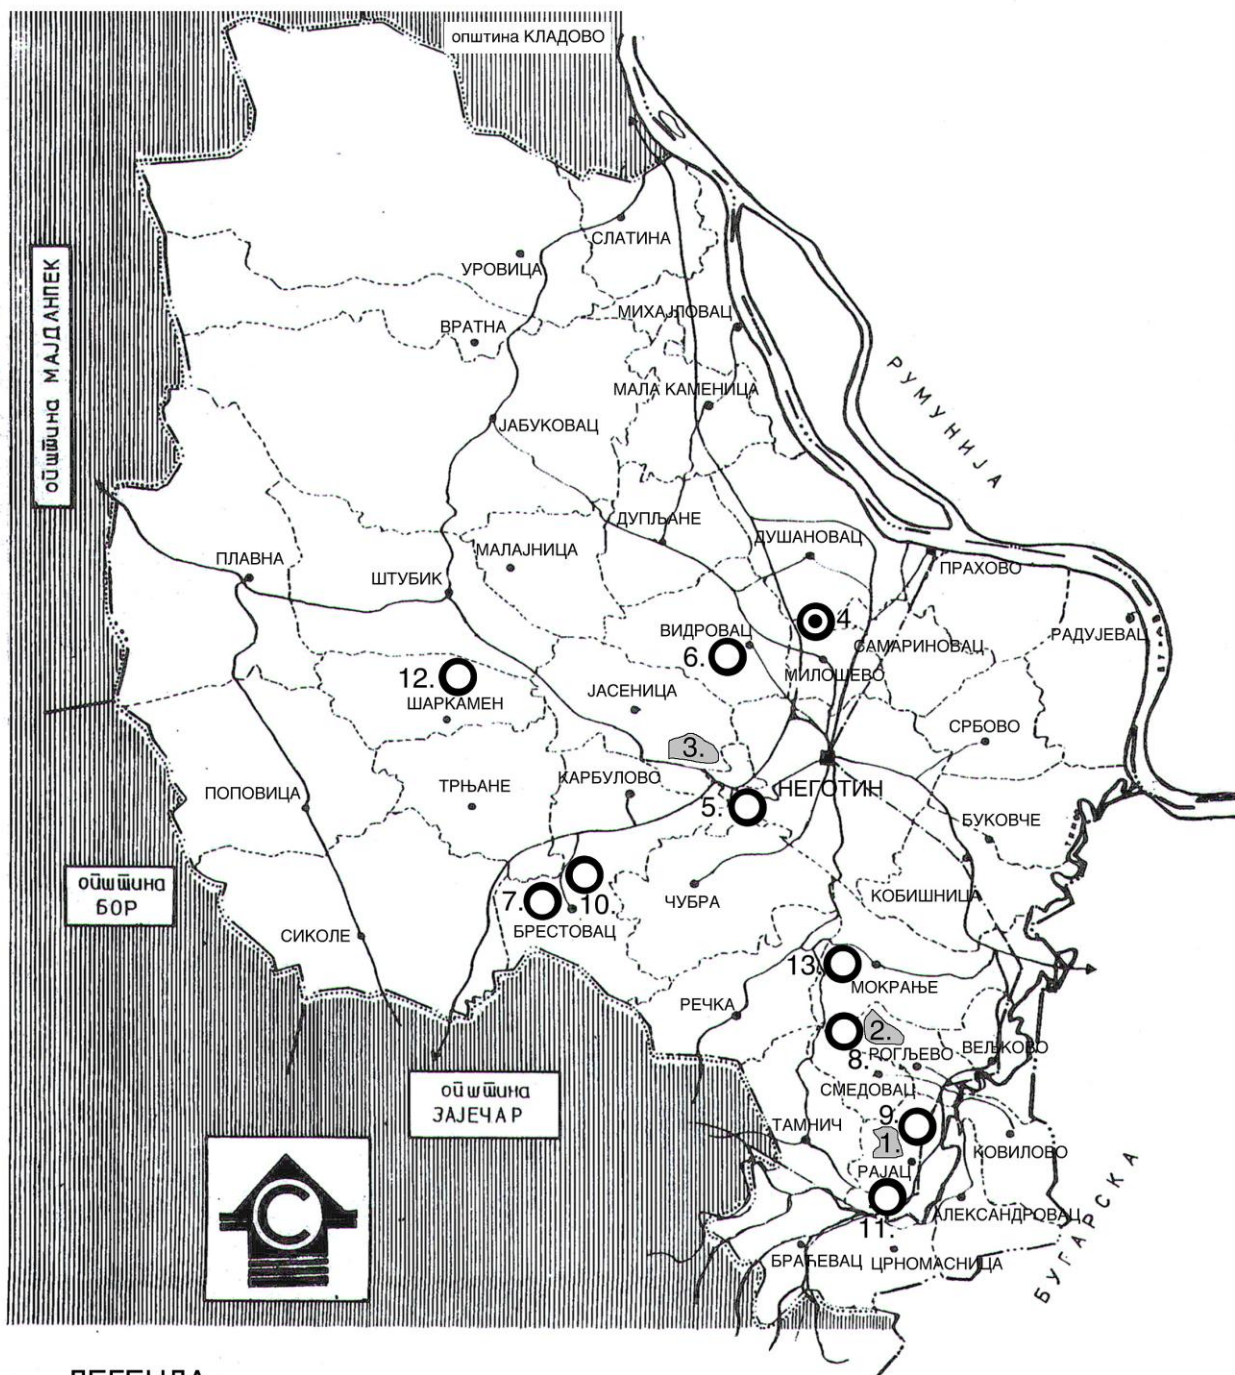 општина КЛАДОВО
СЛАТИНА
УРОВИЦА
општина МАЈДАНПЕК
МИХАЈЛОВАЦ
ВРАТНА
РУМУНИЈА
МАЛА КАМЕНИЦА
ЈАБУКОВАЦ
ДУПЉАНЕ
ДУШАНОВАЦ
МАЛАЈНИЦА
ПРАХОВО
ПЛАВНА
ШТУБИК
4.
ВИДРОВАЦ
РАДУЈЕВАЦ
САМАРИНОВАЦ
6.
МИЛОШЕВО
12.
ЈАСЕНИЦА
ШАРКАМЕН
СРБОВО
3.
КАРБУЛОВО
ТРЊАНЕ
НЕГОТИН
ПОПОВИЦА
5.
БУКОВЧЕ
општина
БОР
КОБИШНИЦА
7.
10.
ЧУБРА
БРЕСТОВАЦ
СИКОЛЕ
13.
МОКРАЊЕ
РЕЧКА
2.
8.
РОГЉЕВО
ВЕЉКОВО
општина
ЗАЈЕЧАР
СМЕДОВАЦ
9.
ТАМНИЧ
1.
КОВИЛОВО
РАЈАЦ
С
АЛЕКСАНДРОВАЦ
11.
БУГАРСКА
БРАЋЕВАЦ
ЦРНОМАСНИЦА
ЛЕГЕНДА